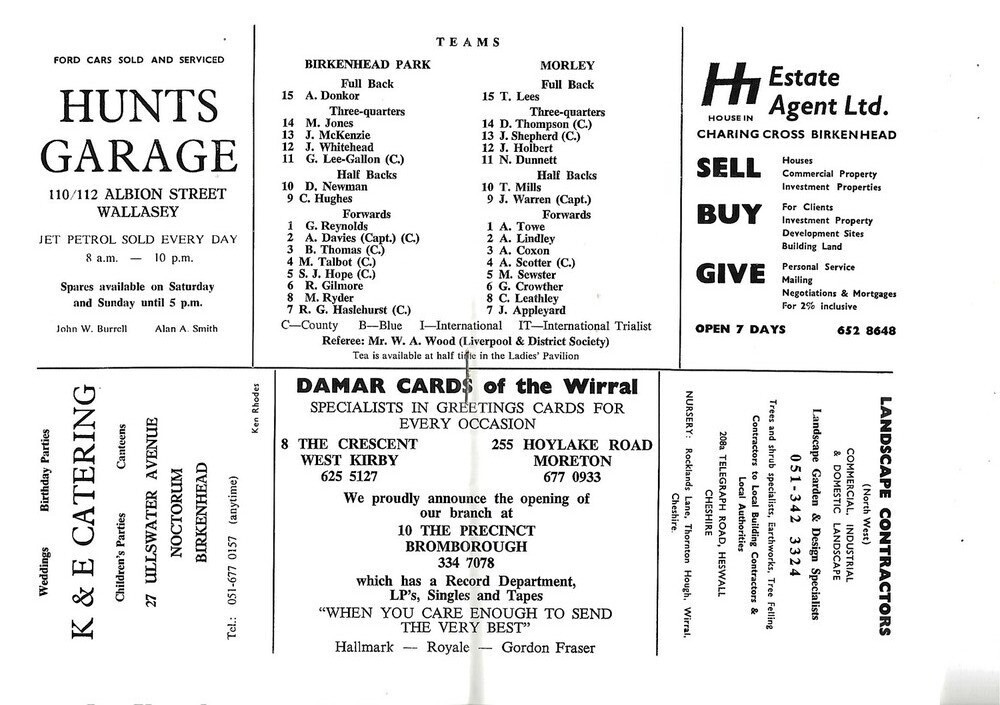 FORD CARS SOLD AND SERVICED
HUNTS
GARAGE
110/112 ALBION STREET
WALLASEY
JET PETROL SOLD EVERY DAY
8 a.m. — 10 p.m.
Spares available on Saturday
and Sunday until 5 p.m.
John W. Burrell Alan A. Smith
TEAMS
BIRKENHEAD PARK
Full Back
15 A. Donkor
Three-quarters
14 M. Jones
13 J. McKenzie
12 J. Whitehead
11 G. Lee-Gallon (C.)
Half Backs
10 D. Newman
9 C. Hughes
Forwards
1 G. Reynolds
2 A. Davies (Capt.) (C.)
3 B. Thomas (C.)
4 M. Talbot (C.)
5 S. J. Hope (C.)
6 R. Gilmore
8 M. Ryder
7 R. G. Haslehurst (C.)
MORLEY
Full Back
15 T. Lees
Three-quarters
14 D. Thompson (C.)
13 J. Shepherd (C.)
12 J. Holbert
11 N. Dunnett
Half Backs
10 T. Mills
9 J. Warren (Capt.)
Forwards
1 A. Towe
2 A. Lindley
3 A. Coxon
4 A. Scotter (C.)
5 M. Sewster
6 G. Crowther
8 C. Leathley
7 J. Appleyard
C—County B—Blue I—International IT—International Trialist
Referee: Mr. W. A. Wood (Liverpool & District Society)
Tea is available at half time in the Ladies' Pavilion
HOUSE IN
Estate
Agent Ltd.
CHARING CROSS BIRKENHEAD
SELL
Houses
Commercial Property
Investment Properties
BUY
For Clients
Investment Property
Development Sites
Building Land
GIVE
Personal Service
Mailing
Negotiations & Mortgages
For 2% inclusive
OPEN 7 DAYS 652 8648
Weddings Birthday Parties
K & E CATERING
Children's Parties Canteens
27 ULLSWATER AVENUE
NOCTORUM
BIRKENHEAD
Tel.: 051-677 0157 (anytime)
Ken Rhodes
DAMAR CARDS of the Wirral
SPECIALISTS IN GREETINGS CARDS FOR
EVERY OCCASION
8 THE CRESCENT
WEST KIRBY
625 5127
255 HOYLAKE ROAD
MORETON
677 0933
We proudly announce the opening of
our branch at
10 THE PRECINCT
BROMBOROUGH
334 7078
which has a Record Department,
LP's, Singles and Tapes
"WHEN YOU CARE ENOUGH TO SEND
THE VERY BEST"
Hallmark — Royale — Gordon Fraser
LANDSCAPE CONTRACTORS
(North West)
COMMERCIAL, INDUSTRIAL
& DOMESTIC LANDSCAPE
Landscape Garden & Design Specialists
051-342 3324
Trees and shrub specialists, Earthworks, Tree Felling
Contractors to Local Building Contractors &
Local Authorities
208a TELEGRAPH ROAD, HESWALL
CHESHIRE
NURSERY: Rocklands Lane, Thornton Hough, Wirral,
Cheshire.